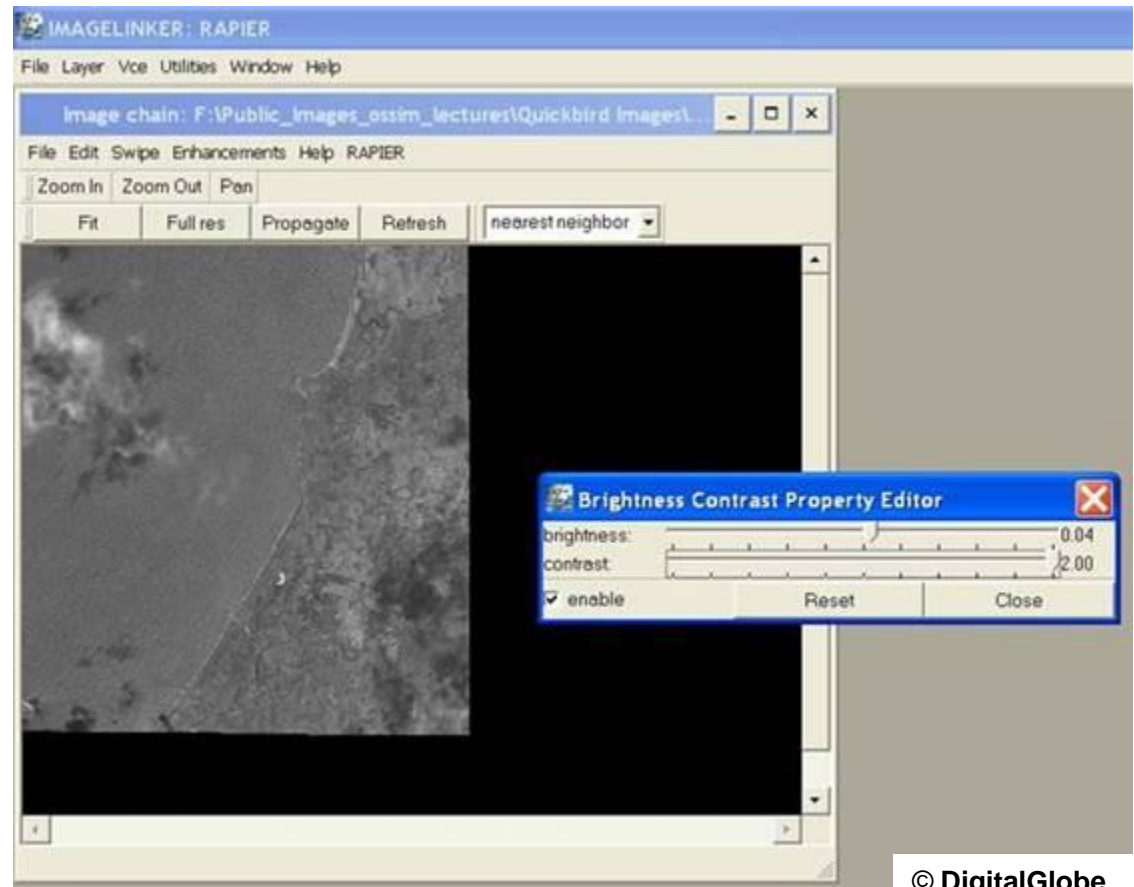 IMAGELINKER: RAPIER
File Layer Vce Utilities Window Help
Image chain: F:\Public_Images_ossim_lectures\Quickbird Images\...
File Edit Swipe Enhancements Help RAPIER
Zoom In Zoom Out Pan
Fit Full res Propagate Refresh nearest neighbor
Brightness Contrast Property Editor
brightness: 0.04
contrast 2.00
enable Reset Close
© DigitalGlobe